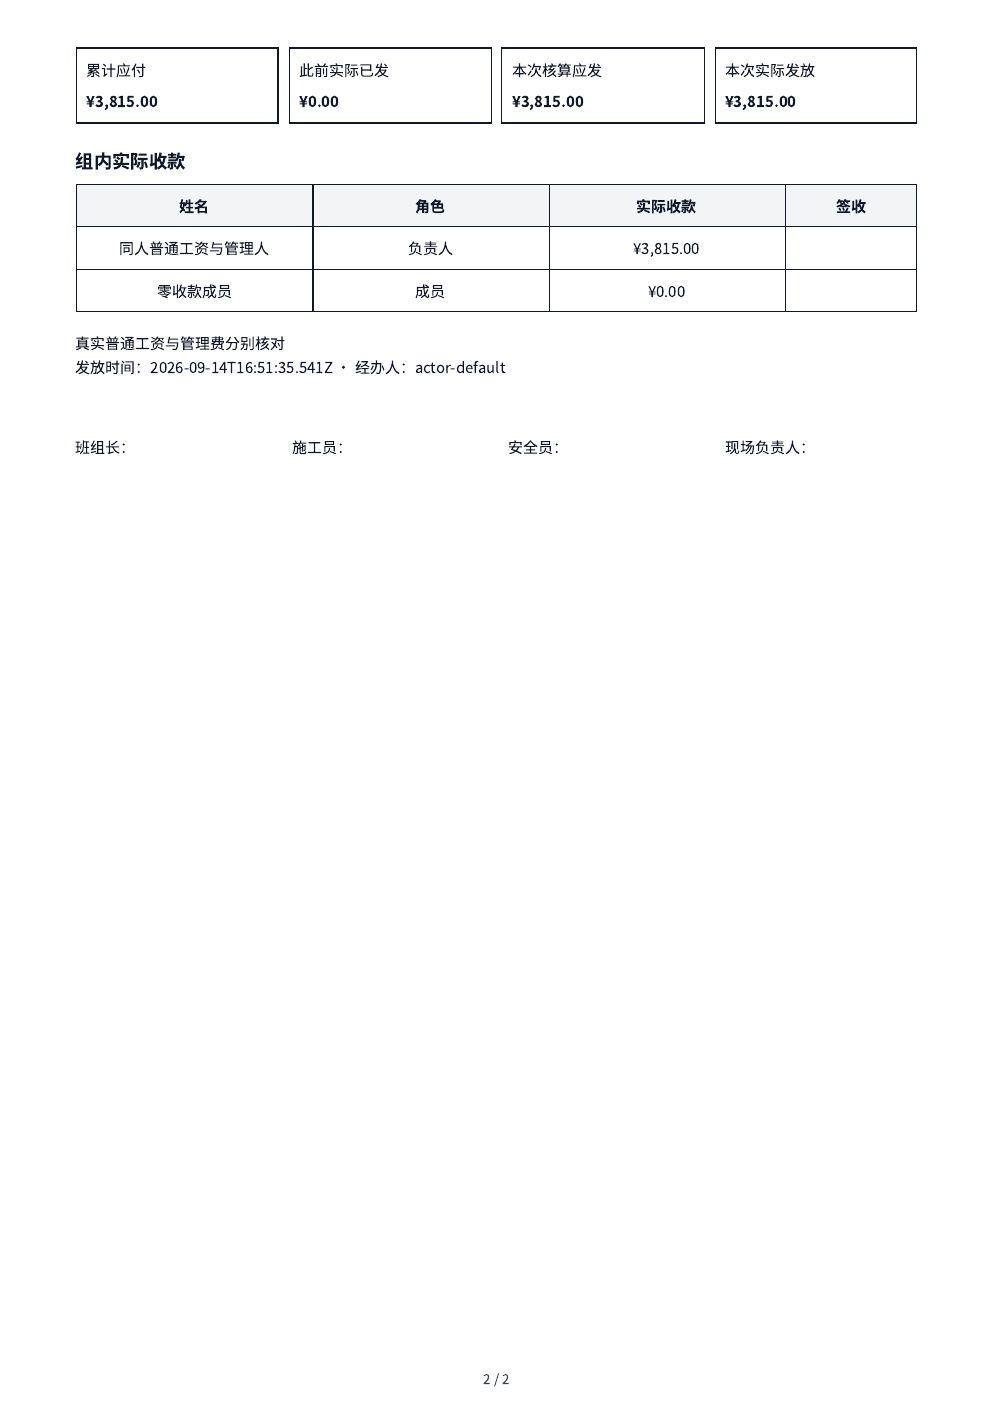 累计应付 此前实际已发 本次核算应发 本次实际发放
¥3,815.00 ¥0.00 ¥3,815.00 ¥3,815.00
组内实际收款
姓名 角色 实际收款 签收
同人普通工资与管理人 负责人 ¥3,815.00
零收款成员 成员 ¥0.00
真实普通工资与管理费分别核对
发放时间：2026-09-14T16:51:35.541Z · 经办人：actor-default
班组长： 施工员： 安全员： 现场负责人：
2 / 2